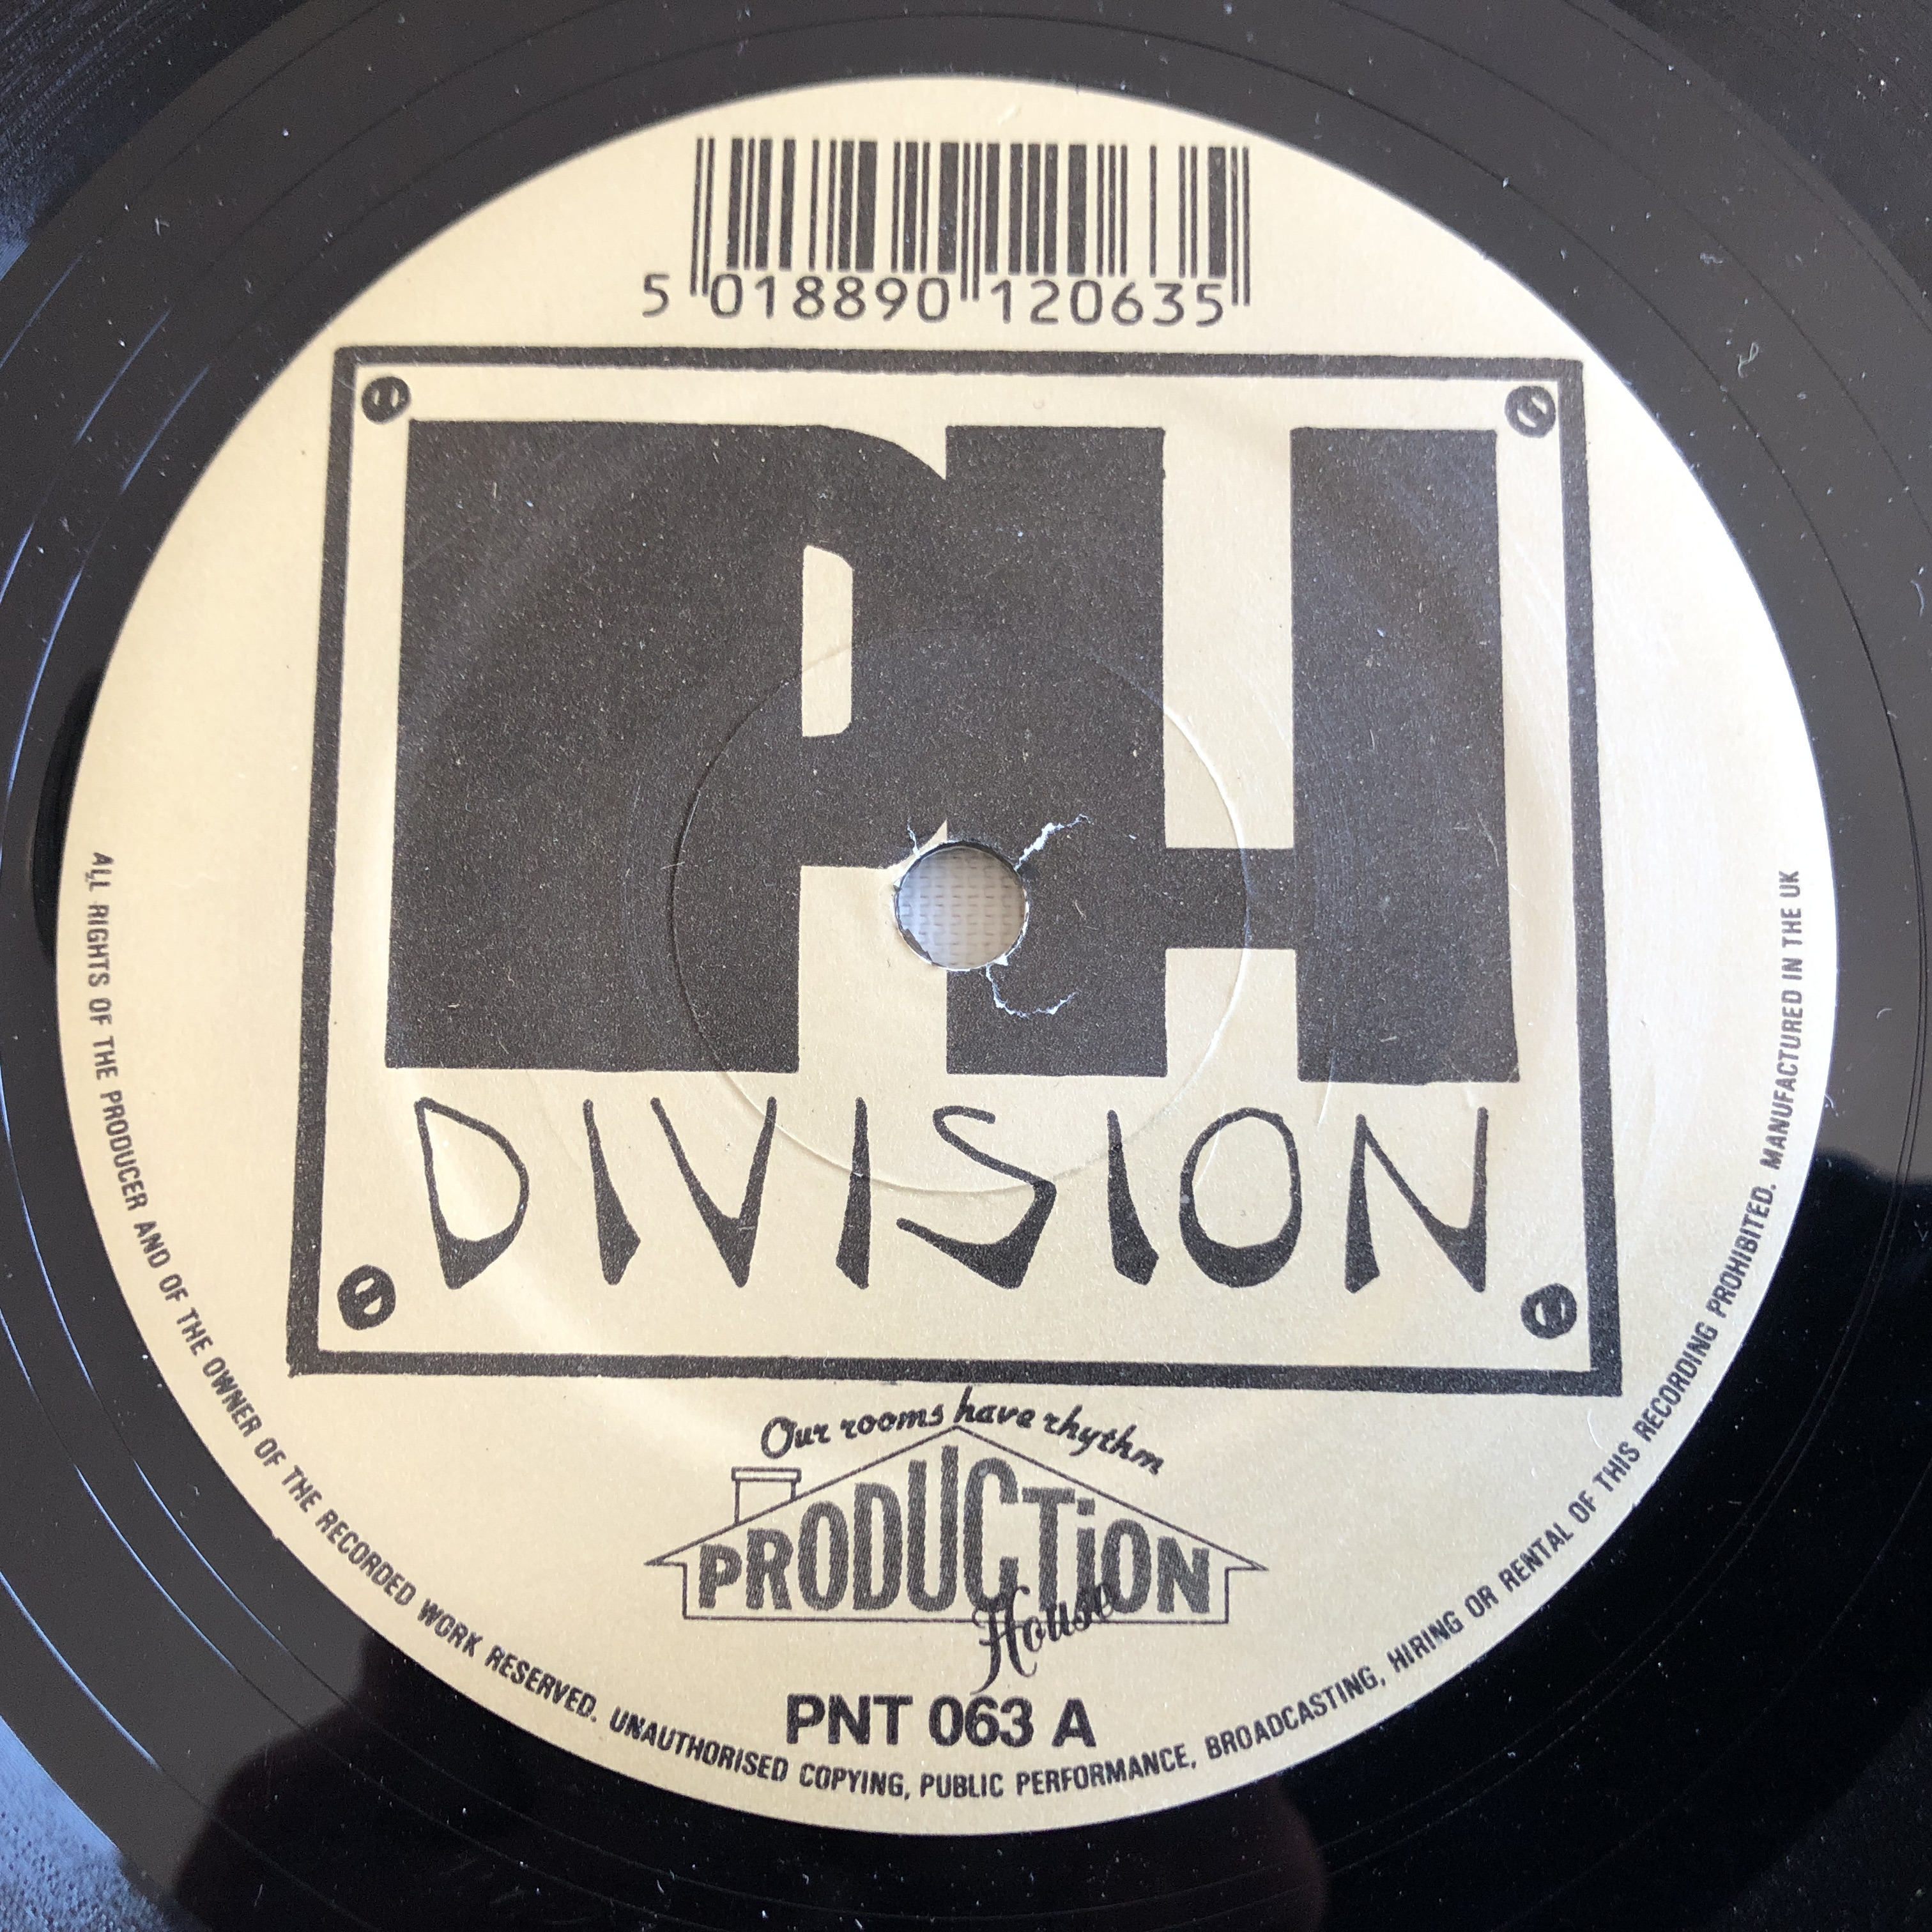 5 018890 120635
PH
DIVISION
Our rooms have rhythm
PRODUCTiON
House
PNT 063 A
ALL RIGHTS OF THE PRODUCER AND OF THE OWNER OF THE RECORDED WORK RESERVED. UNAUTHORISED COPYING, PUBLIC PERFORMANCE, BROADCASTING, HIRING OR RENTAL OF THIS RECORDING PROHIBITED. MANUFACTURED IN THE UK